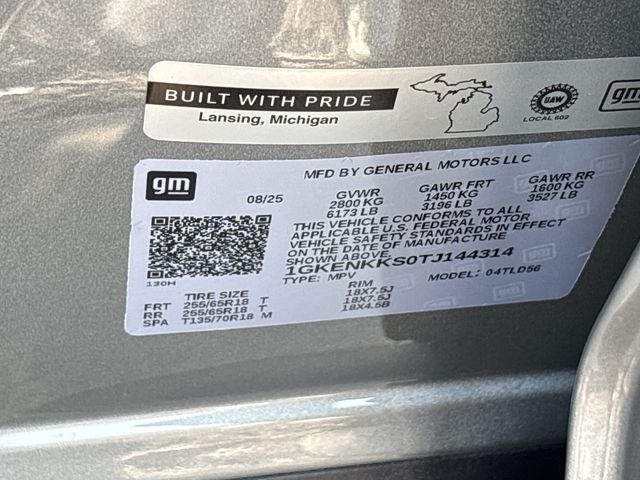 BUILT WITH PRIDE
Lansing, Michigan
UAW
LOCAL 602
gm
gm
MFD BY GENERAL MOTORS LLC
08/25 GVWR GAWR FRT GAWR RR
2800 KG 1450 KG 1600 KG
6173 LB 3196 LB 3527 LB
THIS VEHICLE CONFORMS TO ALL
APPLICABLE U.S. FEDERAL MOTOR
VEHICLE SAFETY STANDARDS IN EFFECT
ON THE DATE OF MANUFACTURE
SHOWN ABOVE.
1GKENKKS0TJ144314
TYPE: MPV MODEL: 04TLD56
130H
TIRE SIZE RIM
FRT 255/65R18 T 18X7.5J
RR 255/65R18 T 18X7.5J
SPA T135/70R18 M 18X4.5B